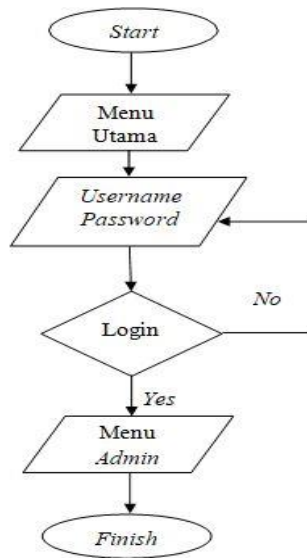 Start
Menu
Utama
Username
Password
Login
No
Yes
Menu
Admin
Finish